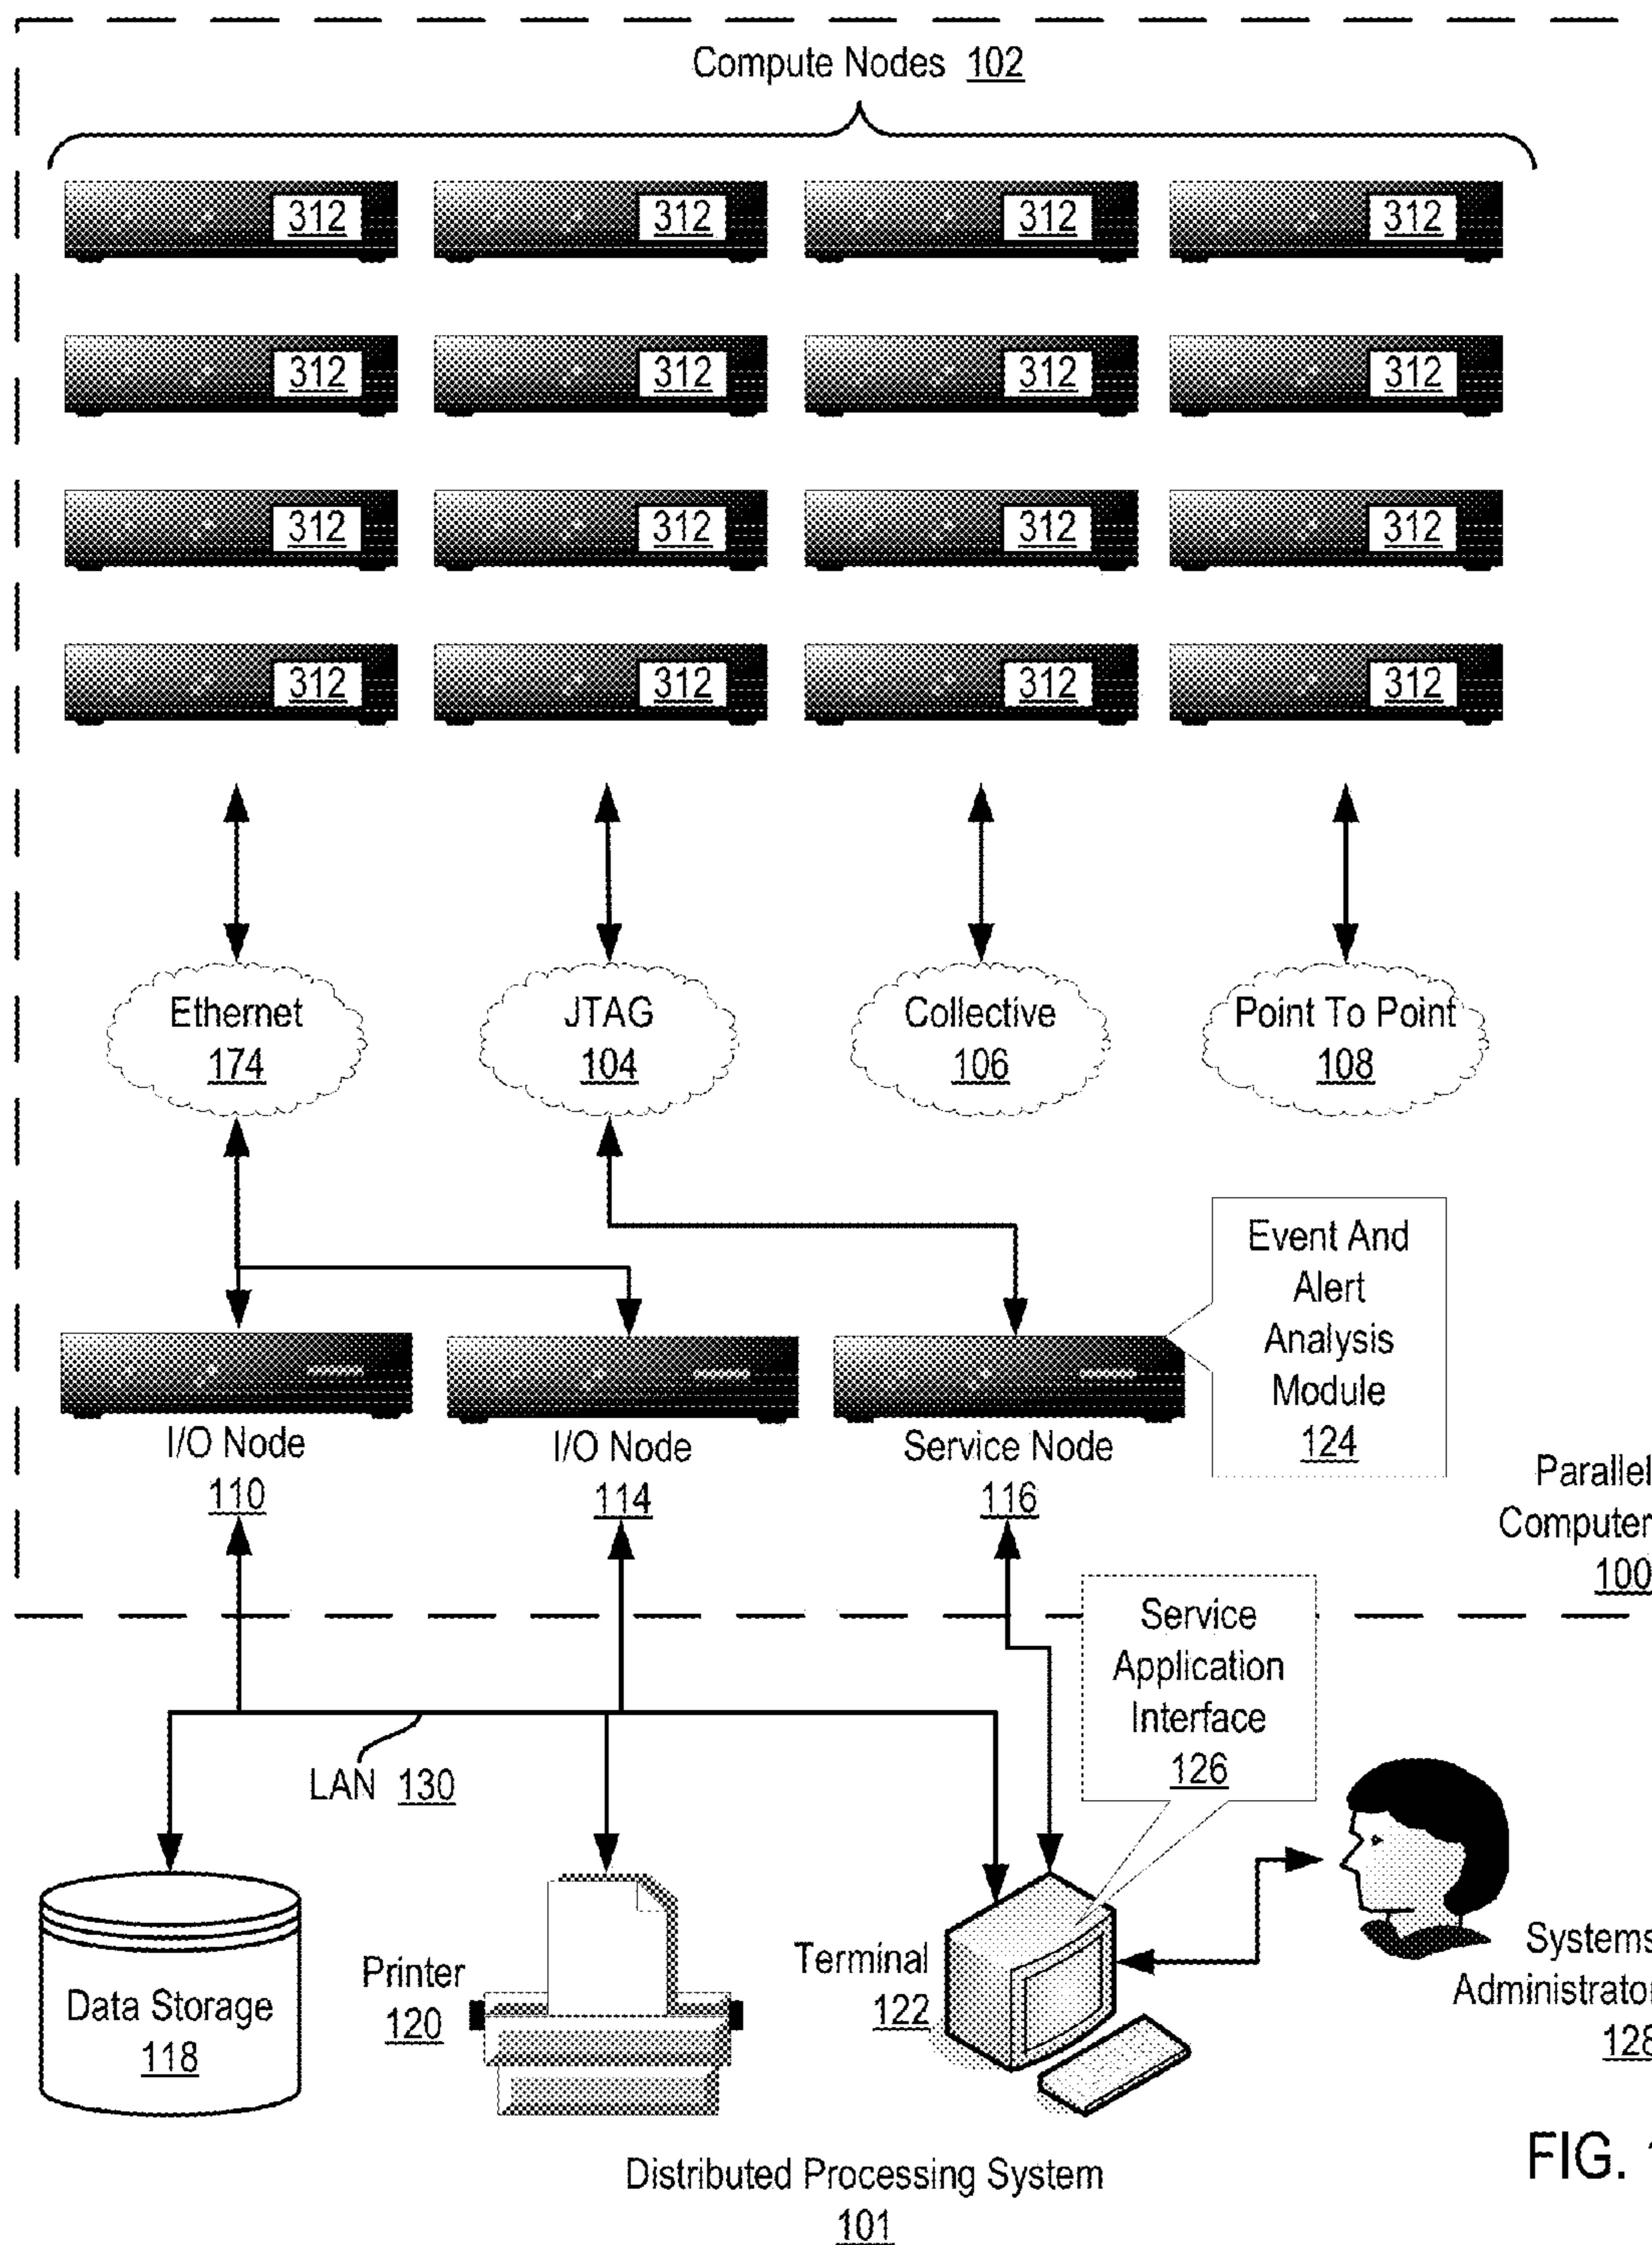 Compute Nodes 102
312 312 312 312
312 312 312 312
312 312 312 312
312 312 312 312
Ethernet
174
JTAG
104
Collective
106
Point To Point
108
Event And
Alert
Analysis
Module
124
I/O Node
110
I/O Node
114
Service Node
116
Parallel
Computer
100
Service
Application
Interface
126
LAN 130
Data Storage
118
Printer
120
Terminal
122
Systems
Administrator
128
Distributed Processing System
101
FIG.